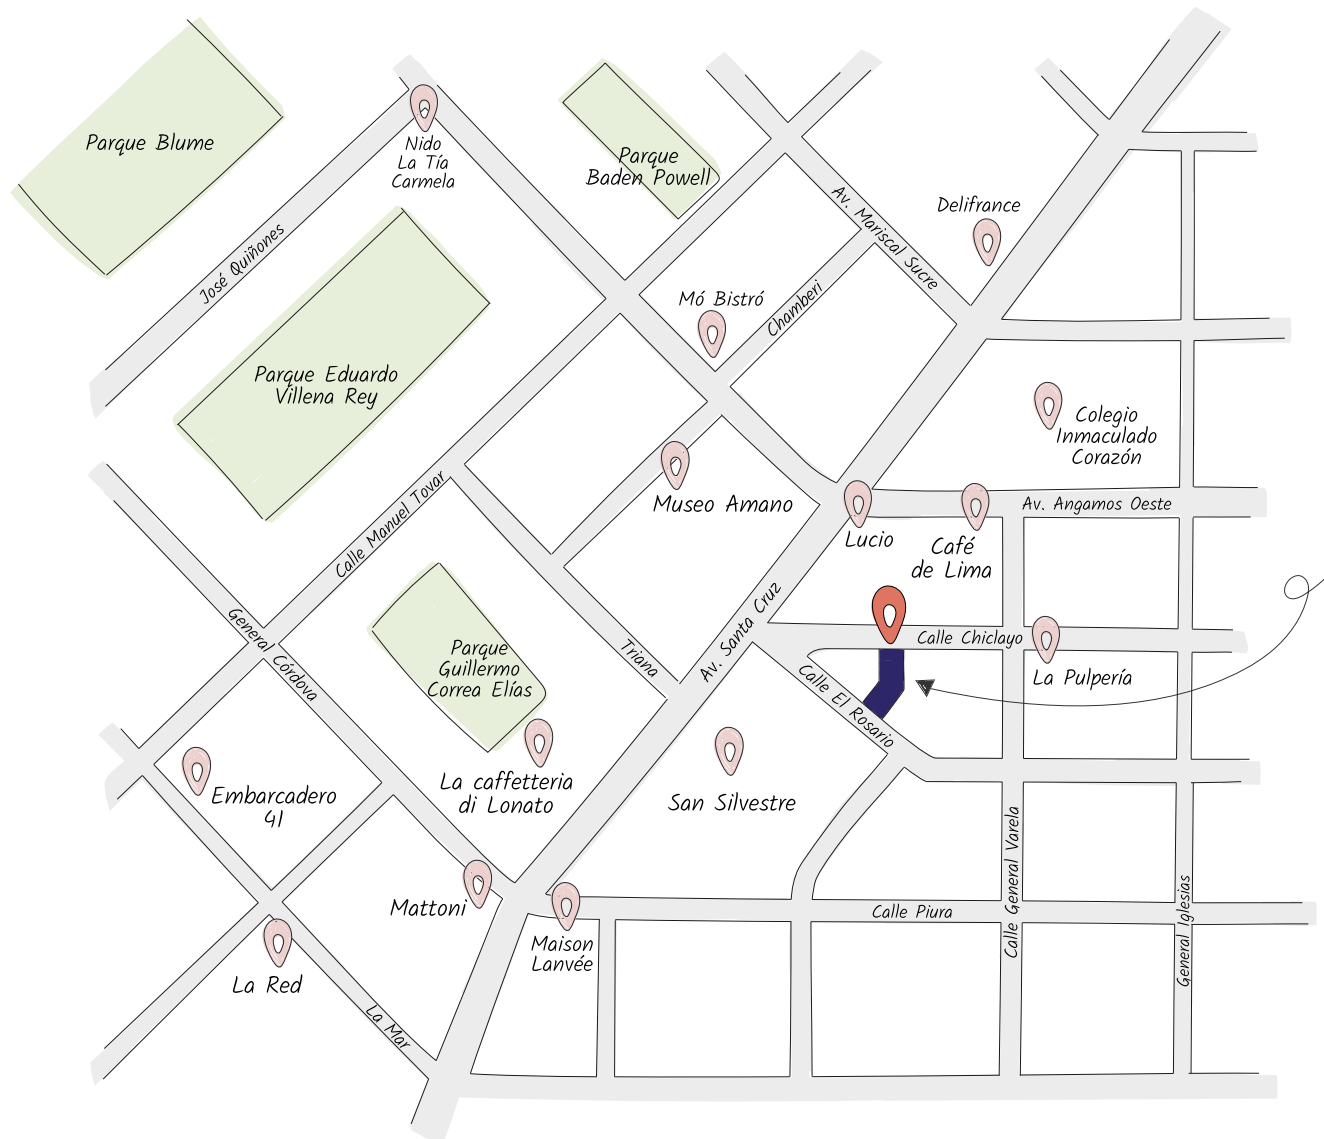 Parque Blume
Nido
La Tía
Carmela
Parque
Baden Powell
José Quiñones
Av. Mariscal Sucre
Delifrance
Mó Bistró
Chamberi
Parque Eduardo
Villena Rey
Colegio
Inmaculado
Corazón
Calle Manuel Tovar
Museo Amano
Lucio
Café
de Lima
Av. Angamos Oeste
General Córdova
Parque
Guillermo
Correa Elías
Triana
Av. Santa Cruz
Calle Chiclayo
La Pulpería
Calle El Rosario
Embarcadero
41
La caffetteria
di Lonato
San Silvestre
Mattoni
Maison
Lanvée
Calle Piura
Calle General Varela
General Iglesias
La Red
La Mar